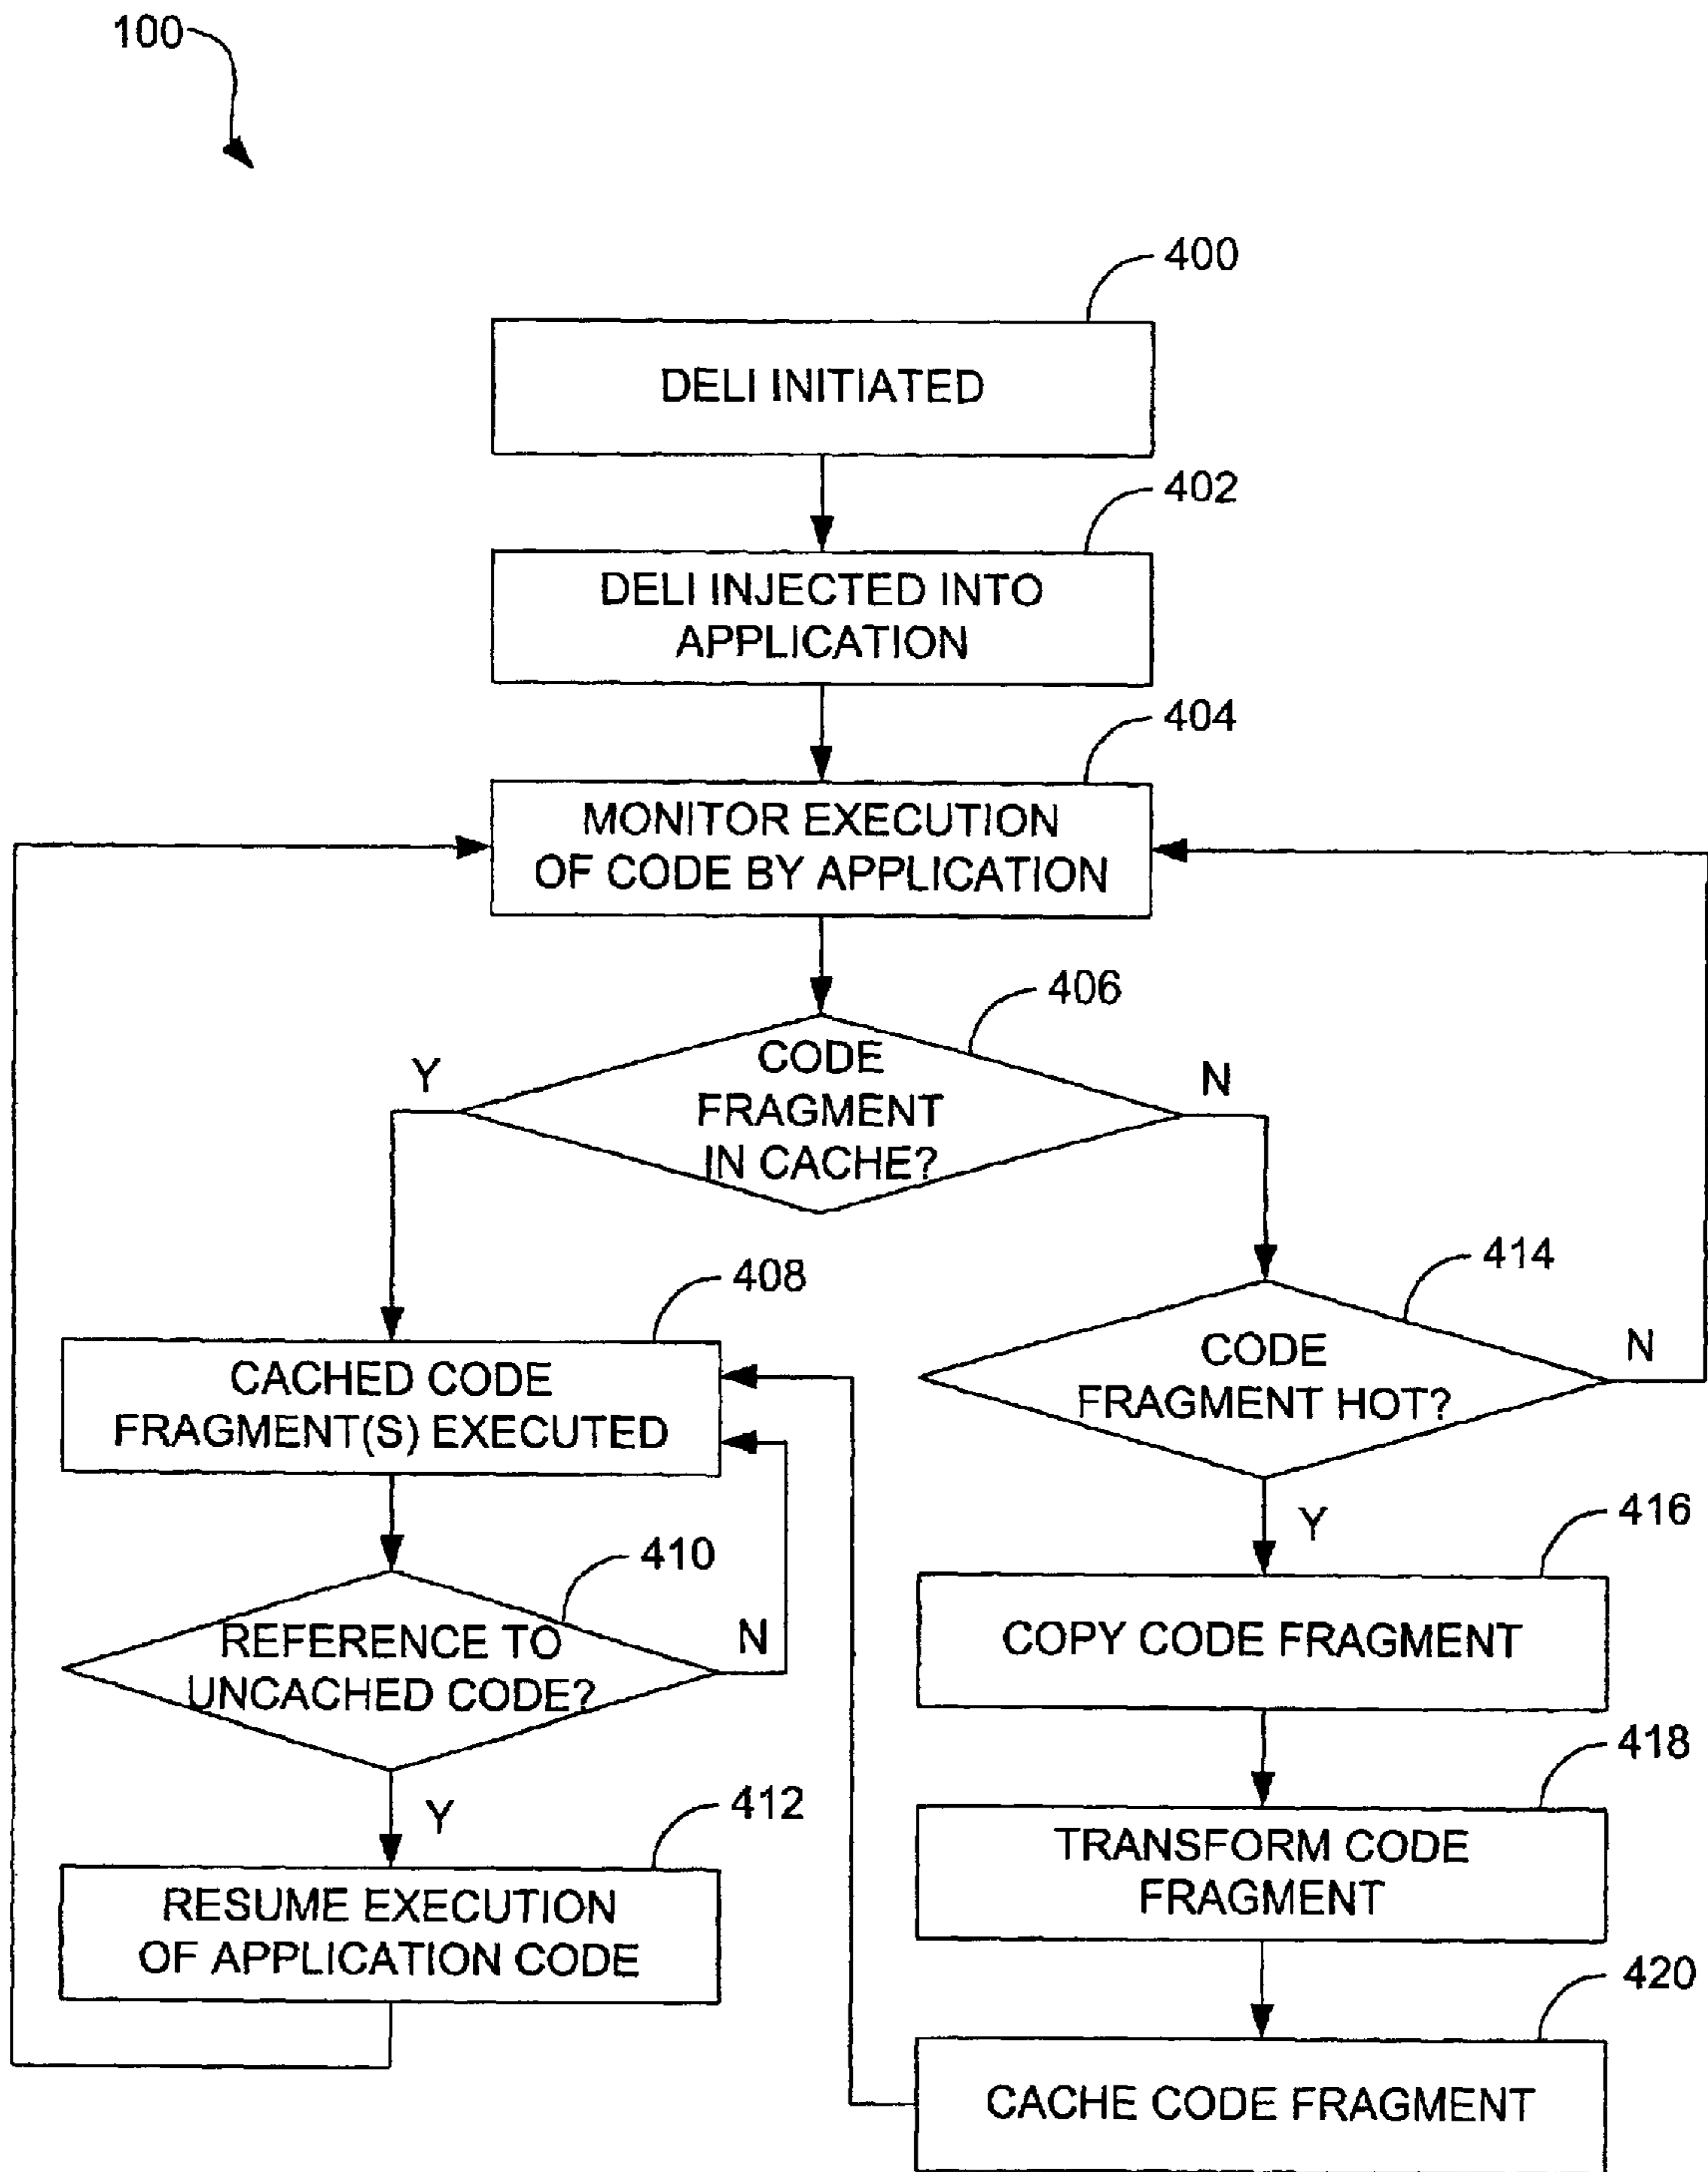 100
400
DELI INITIATED
402
DELI INJECTED INTO
APPLICATION
404
MONITOR EXECUTION
OF CODE BY APPLICATION
406
CODE
FRAGMENT
IN CACHE?
Y
N
408
CACHED CODE
FRAGMENT(S) EXECUTED
410
REFERENCE TO
UNCACHED CODE?
N
Y
412
RESUME EXECUTION
OF APPLICATION CODE
414
CODE
FRAGMENT HOT?
N
Y
416
COPY CODE FRAGMENT
418
TRANSFORM CODE
FRAGMENT
420
CACHE CODE FRAGMENT